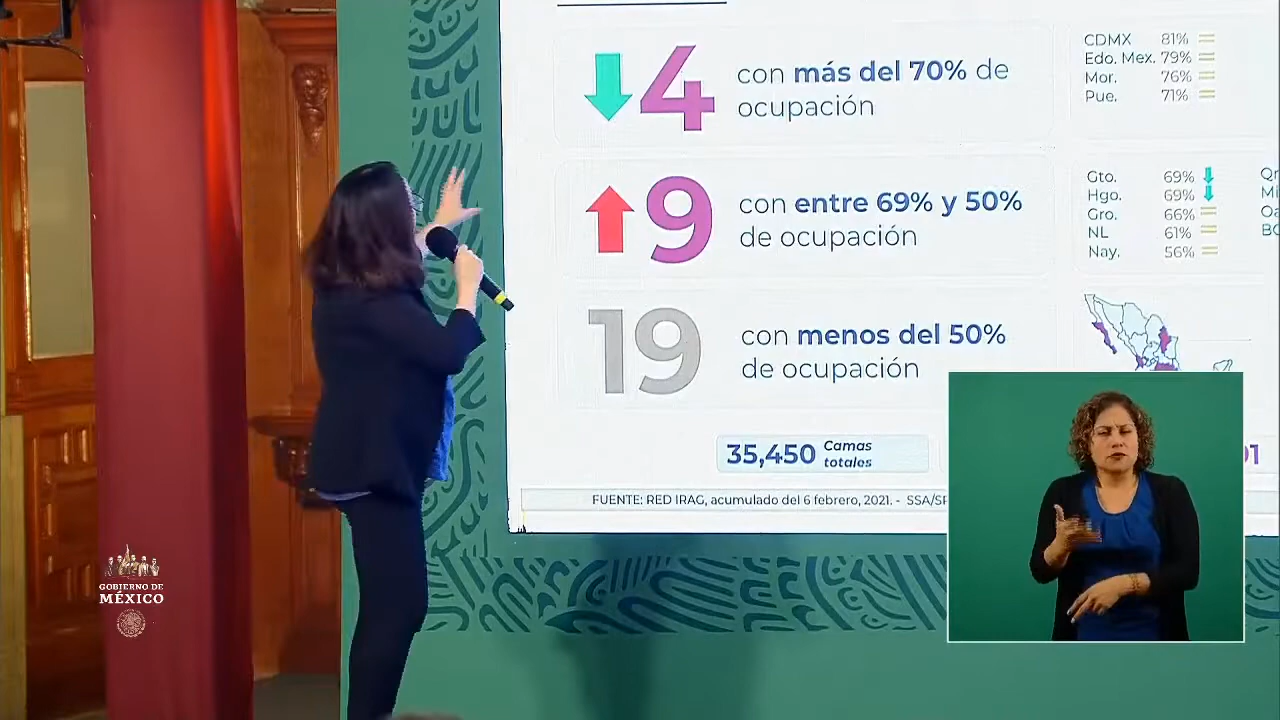 4 con más del 70% de
ocupación
CDMX 81%
Edo. Mex. 79%
Mor. 76%
Pue. 71%
9 con entre 69% y 50%
de ocupación
Gto. 69%
Hgo. 69%
Gro. 66%
NL 61%
Nay. 56%
19 con menos del 50%
de ocupación
35,450 Camas
totales
FUENTE: RED IRAG, acumulado del 6 febrero, 2021. - SSA/SP
GOBIERNO DE
MÉXICO